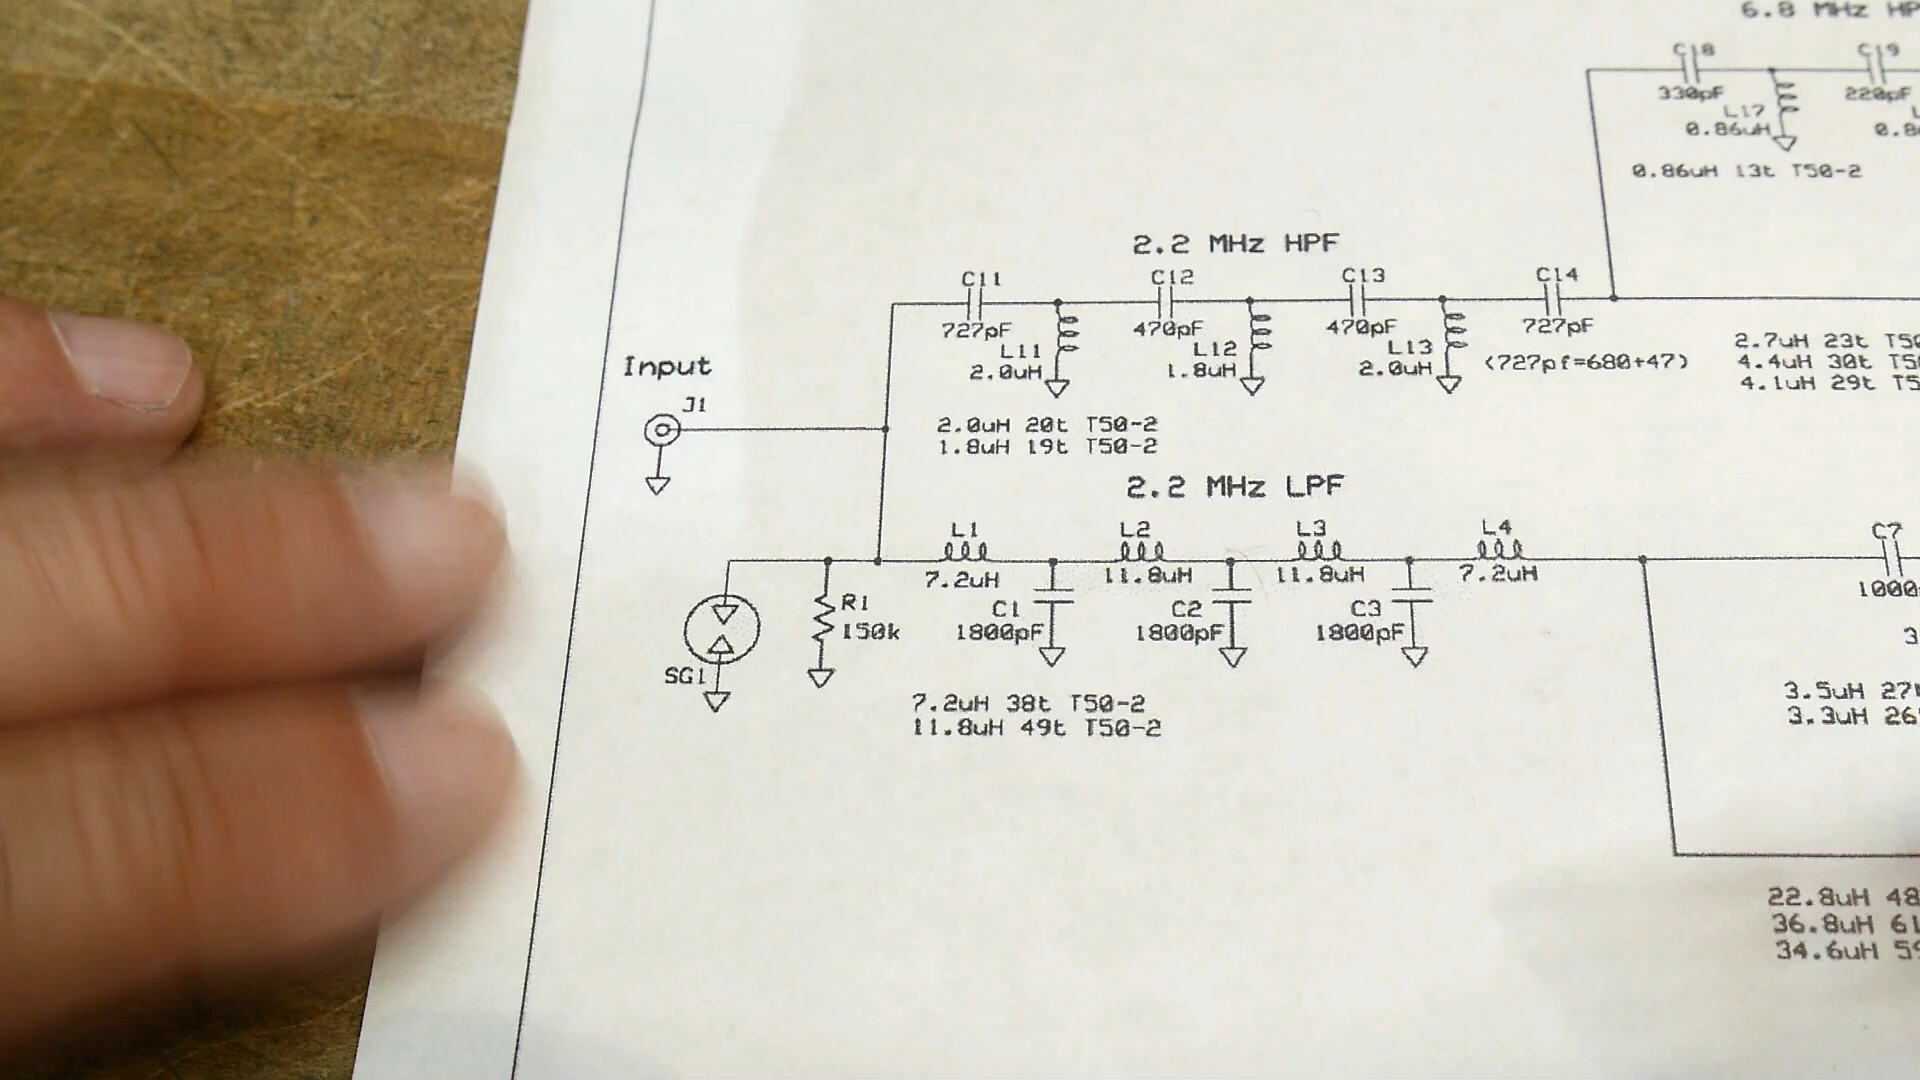 6.8 MHz HP
C18
C19
330pF
220pF
L17
0.86uH
0.8
0.86uH 13t T50-2
2.2 MHz HPF
C11
C12
C13
C14
727pF
470pF
470pF
727pF
L11
L12
L13
2.0uH
1.8uH
2.0uH
(727pf=680+47)
2.7uH 23t T50
4.4uH 30t T50
4.1uH 29t T5
Input
J1
2.0uH 20t T50-2
1.8uH 19t T50-2
2.2 MHz LPF
L1
L2
L3
L4
C7
7.2uH
11.8uH
11.8uH
7.2uH
1000
R1
150k
C1
C2
C3
1800pF
1800pF
1800pF
3
SG1
7.2uH 38t T50-2
11.8uH 49t T50-2
3.5uH 27t
3.3uH 26
22.8uH 48
36.8uH 61
34.6uH 59